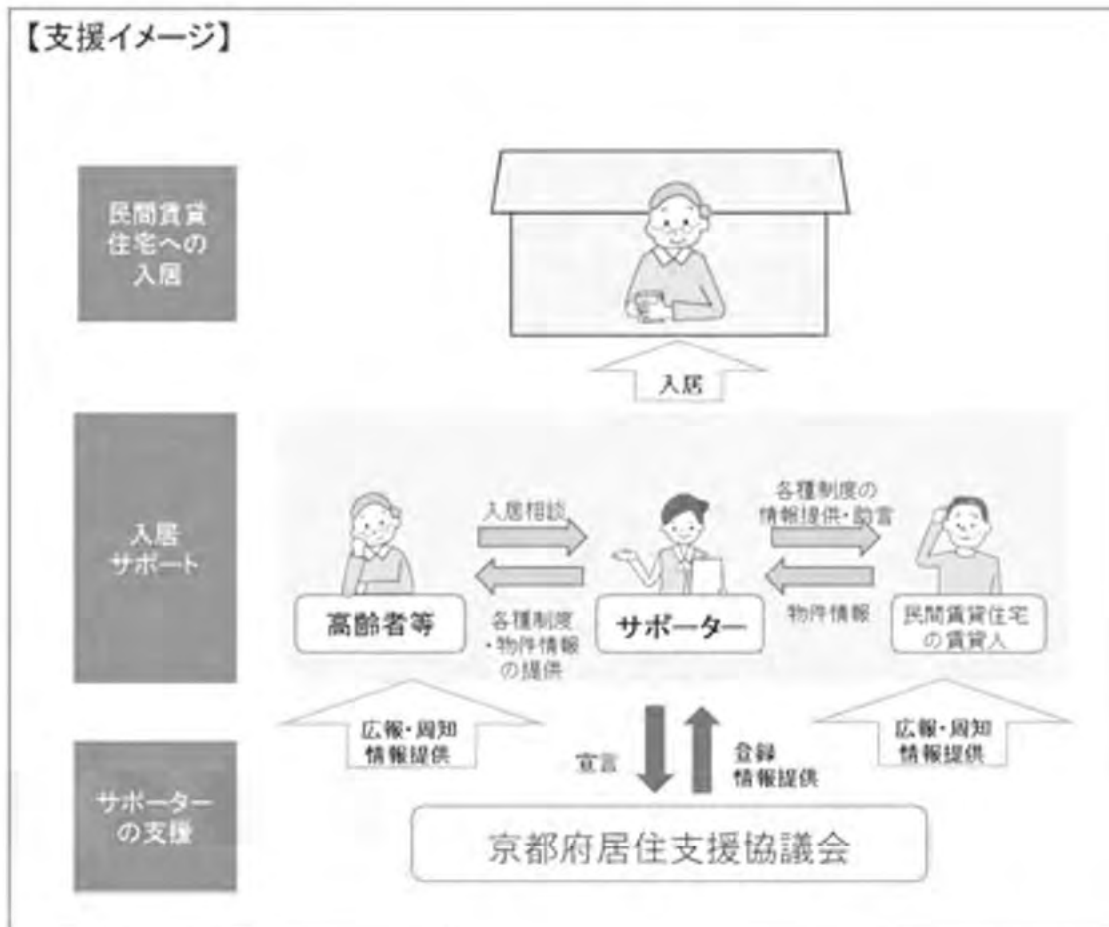 【支援イメージ】
民間賃貸
住宅への
入居
入居
入居
サポート
入居相談
各種制度
・物件情報
の提供
各種制度の
情報提供・助言
物件情報
高齢者等
サポーター
民間賃貸住宅
の賃貸人
広報・周知
情報提供
宣言
登録
情報提供
広報・周知
情報提供
サポーター
の支援
京都府居住支援協議会